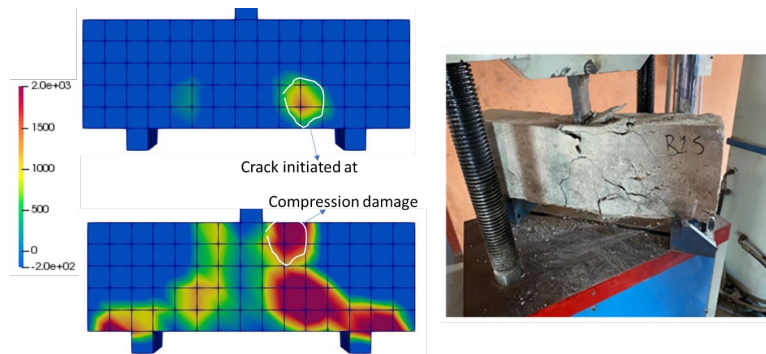 2.0e+03
1500
1000
500
0
-2.0e+02
Crack initiated at
Compression damage
R1S